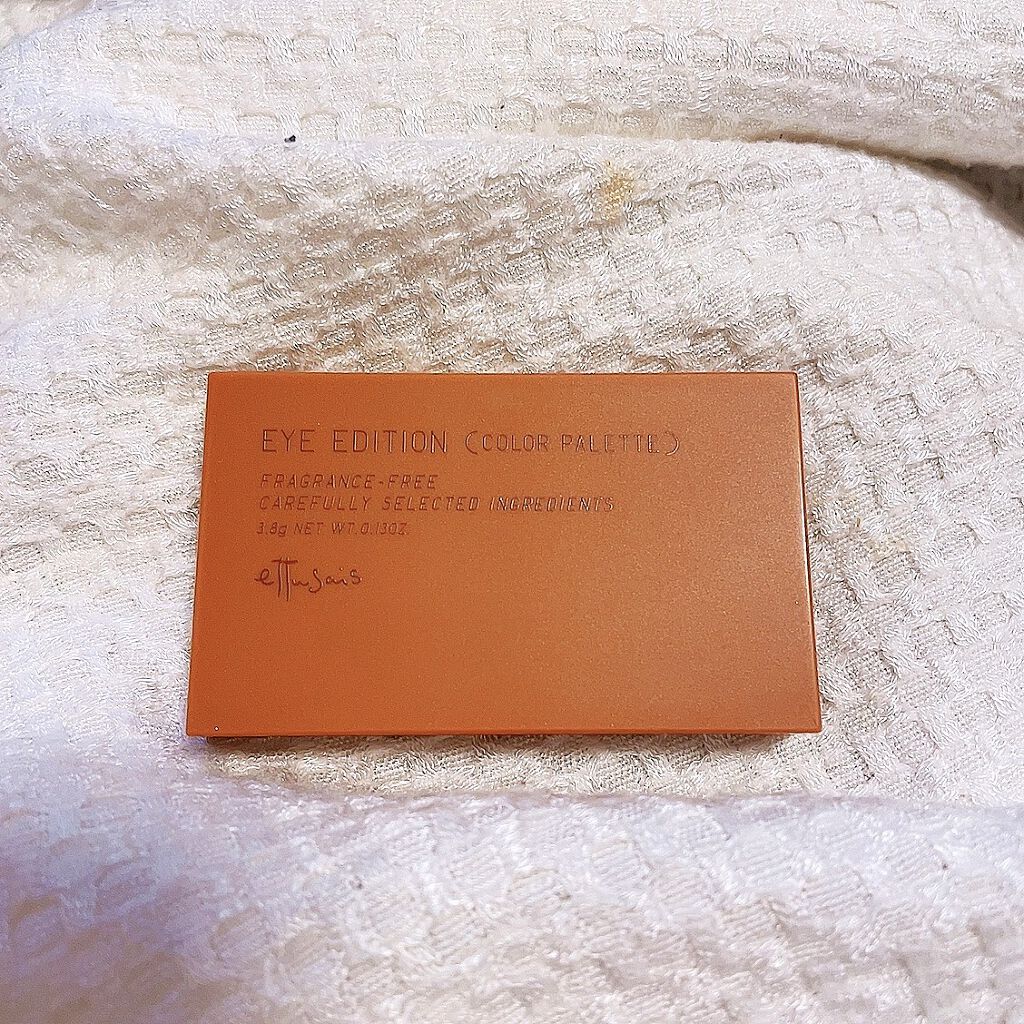 EYE EDITION (COLOR PALETTE)
FRAGRANCE-FREE
CAREFULLY SELECTED INGREDIENTS
3.8g NET WT.0.13OZ.
ettusais